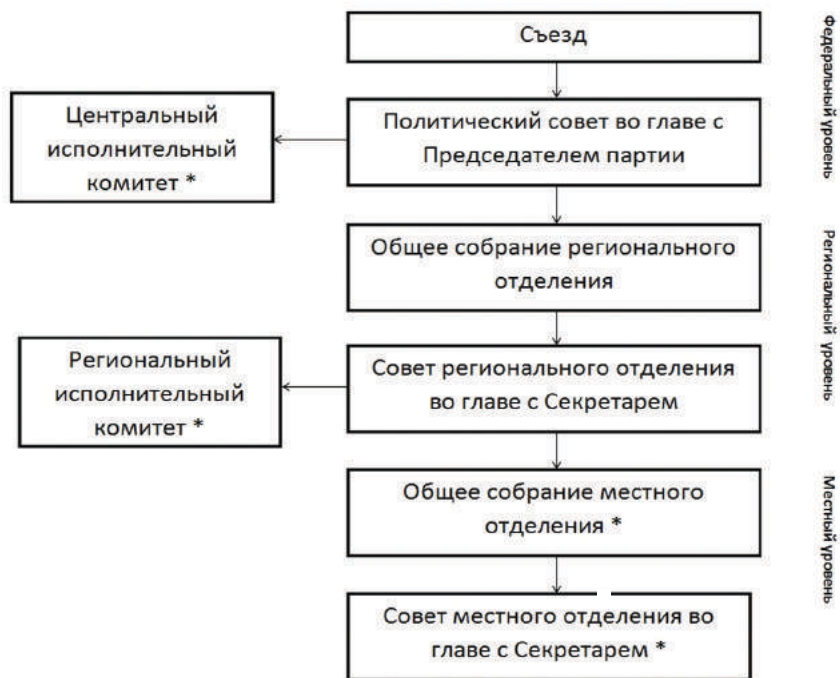 Съезд
Федеральный уровень
Центральный
исполнительный
комитет *
Политический совет во главе с
Председателем партии
Общее собрание регионального
отделения
Региональный уровень
Региональный
исполнительный
комитет *
Совет регионального отделения
во главе с Секретарем
Общее собрание местного
отделения *
Местный уровень
Совет местного отделения во
главе с Секретарем *